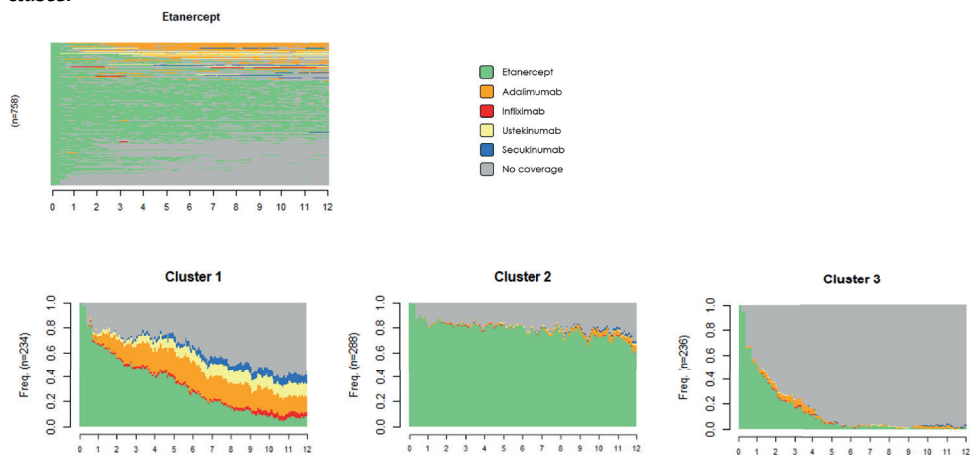 Etanercept
(n=758)
0 1 2 3 4 5 6 7 8 9 10 11 12
Etanercept
Adalimumab
Infliximab
Ustekinumab
Secukinumab
No coverage
Cluster 1
Freq. (n=234)
0.0 0.2 0.4 0.6 0.8 1.0
0 1 2 3 4 5 6 7 8 9 10 11 12
Cluster 2
Freq. (n=288)
0.0 0.2 0.4 0.6 0.8 1.0
0 1 2 3 4 5 6 7 8 9 10 11 12
Cluster 3
Freq. (n=236)
0.0 0.2 0.4 0.6 0.8 1.0
0 1 2 3 4 5 6 7 8 9 10 11 12